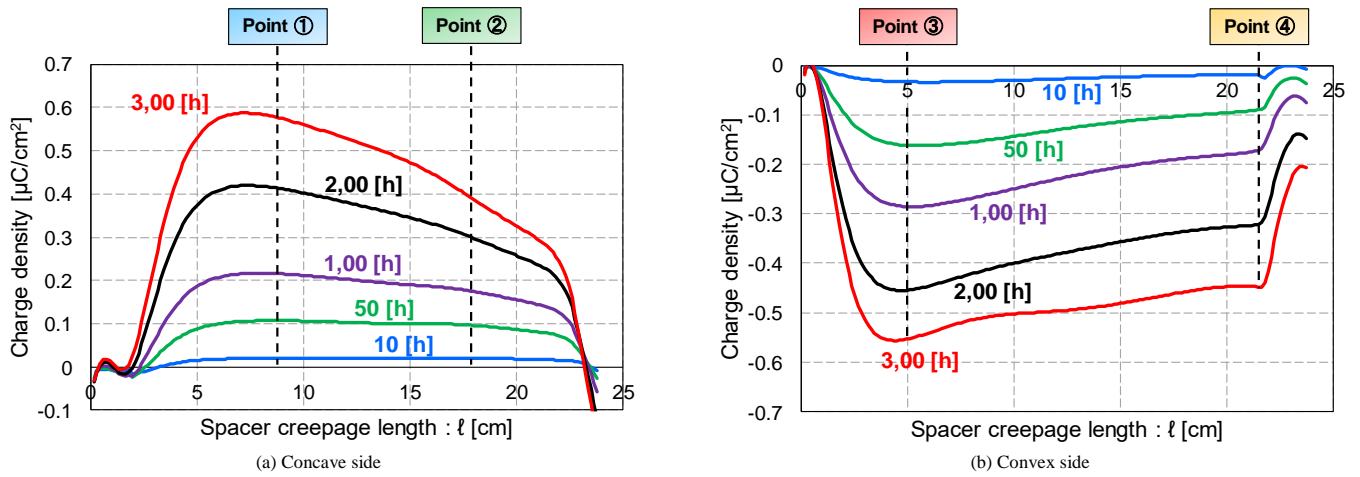 Point ①
Point ②
0.7
0.6
0.5
0.4
0.3
0.2
0.1
0
-0.1
3,00 [h]
2,00 [h]
1,00 [h]
50 [h]
10 [h]
0
5
10
15
20
25
Charge density [µC/cm²]
Spacer creepage length : ℓ [cm]
(a) Concave side
Point ③
Point ④
0
-0.1
-0.2
-0.3
-0.4
-0.5
-0.6
-0.7
0
5
10
15
20
25
10 [h]
50 [h]
1,00 [h]
2,00 [h]
3,00 [h]
Charge density [µC/cm²]
Spacer creepage length : ℓ [cm]
(b) Convex side